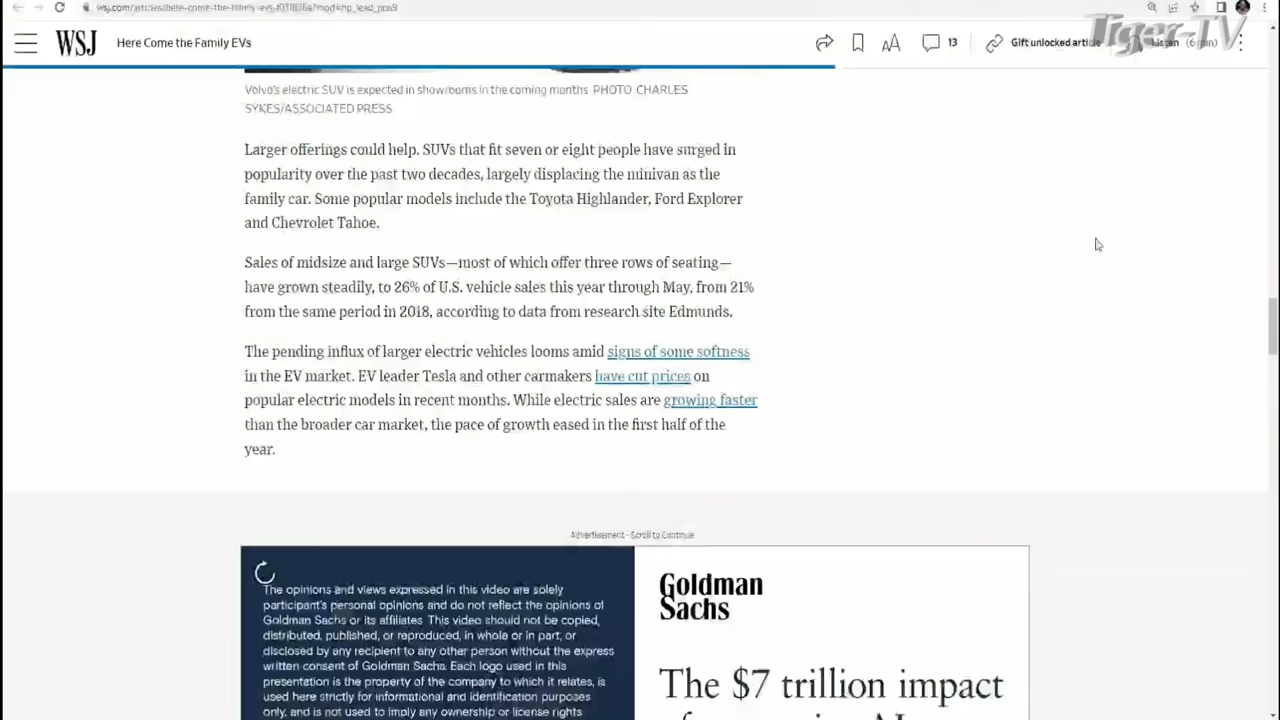 wsj.com/articles/here-come-the-family-evs-
Tiger-TV
WSJ
Here Come the Family EVs
13
Gift unlocked article
Listen (6 min)
Volvo's electric SUV is expected in showrooms in the coming months PHOTO CHARLES
SYKES/ASSOCIATED PRESS
Larger offerings could help. SUVs that fit seven or eight people have surged in
popularity over the past two decades, largely displacing the minivan as the
family car. Some popular models include the Toyota Highlander, Ford Explorer
and Chevrolet Tahoe.
Sales of midsize and large SUVs—most of which offer three rows of seating—
have grown steadily, to 26% of U.S. vehicle sales this year through May, from 21%
from the same period in 2018, according to data from research site Edmunds.
The pending influx of larger electric vehicles looms amid signs of some softness
in the EV market. EV leader Tesla and other carmakers have cut prices on
popular electric models in recent months. While electric sales are growing faster
than the broader car market, the pace of growth eased in the first half of the
year.
Advertisement - Scroll to Continue
The opinions and views expressed in this video are solely
participant's personal opinions and do not reflect the opinions of
Goldman Sachs or its affiliates. This video should not be copied,
distributed, published, or reproduced, in whole or in part, or
disclosed by any recipient to any other person without the express
written consent of Goldman Sachs. Each logo used in this
presentation is the property of the company to which it relates, is
used here strictly for informational and identification purposes
only, and is not used to imply any ownership or license rights
Goldman
Sachs
The $7 trillion impact